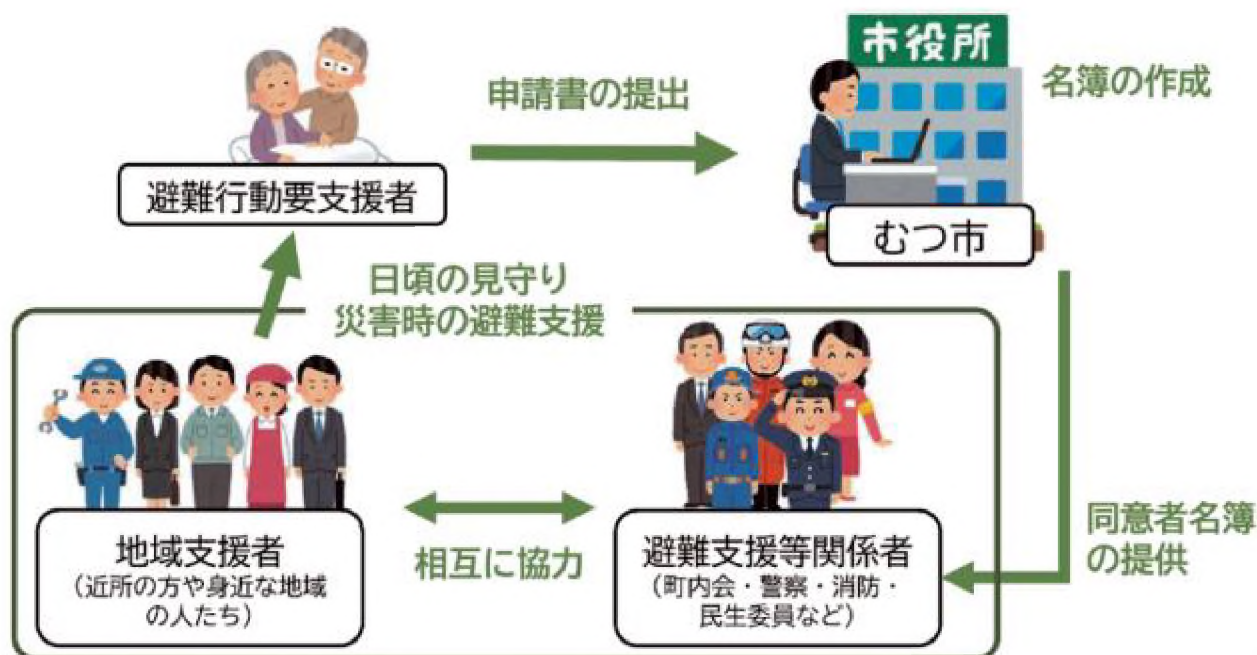 市役所
申請書の提出
名簿の作成
避難行動要支援者
むつ市
日頃の見守り
災害時の避難支援
地域支援者
（近所の方や身近な地域
の人たち）
相互に協力
避難支援等関係者
（町内会・警察・消防・
民生委員など）
同意者名簿
の提供